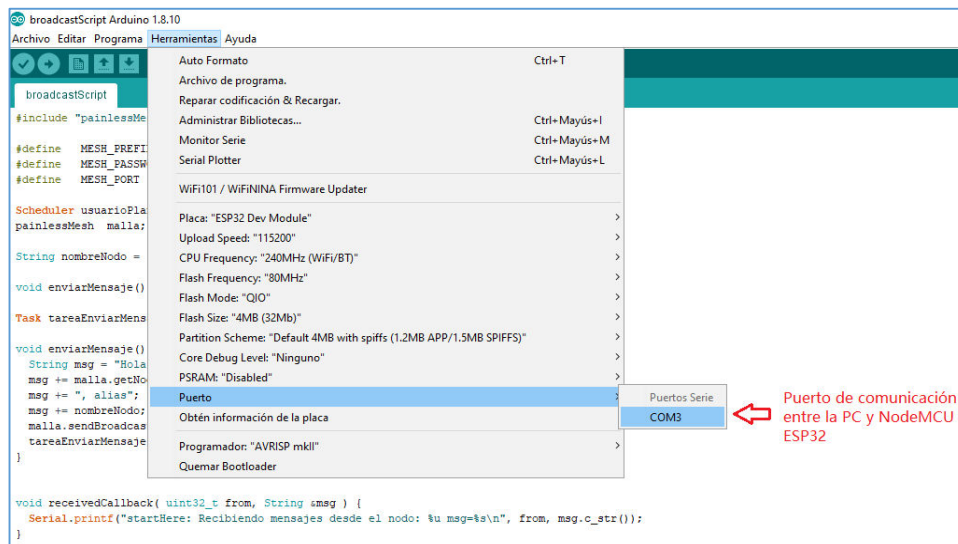 broadcastScript Arduino 1.8.10
Archivo Editar Programa Herramientas Ayuda
broadcastScript
Auto Formato Ctrl+T
Archivo de programa.
Reparar codificación & Recargar.
Administrar Bibliotecas... Ctrl+Mayús+I
Monitor Serie Ctrl+Mayús+M
Serial Plotter Ctrl+Mayús+L
WiFi101 / WiFiNINA Firmware Updater
Placa: "ESP32 Dev Module"
Upload Speed: "115200"
CPU Frequency: "240MHz (WiFi/BT)"
Flash Frequency: "80MHz"
Flash Mode: "QIO"
Flash Size: "4MB (32Mb)"
Partition Scheme: "Default 4MB with spiffs (1.2MB APP/1.5MB SPIFFS)"
Core Debug Level: "Ninguno"
PSRAM: "Disabled"
Puerto
Obtén información de la placa
Programador: "AVRISP mkII"
Quemar Bootloader
Puertos Serie
COM3
Puerto de comunicación
entre la PC y NodeMCU
ESP32
#include "painlessMe
#define MESH_PREFI
#define MESH_PASSW
#define MESH_PORT
Scheduler usuarioPla
painlessMesh malla;
String nombreNodo =
void enviarMensaje()
Task tareaEnviarMens
void enviarMensaje()
String msg = "Hola
msg += malla.getNo
msg += ", alias";
msg += nombreNodo;
malla.sendBroadcas
tareaEnviarMensaje
}
void receivedCallback( uint32_t from, String &msg ) {
Serial.printf("startHere: Recibiendo mensajes desde el nodo: %u msg=%s\n", from, msg.c_str());
}